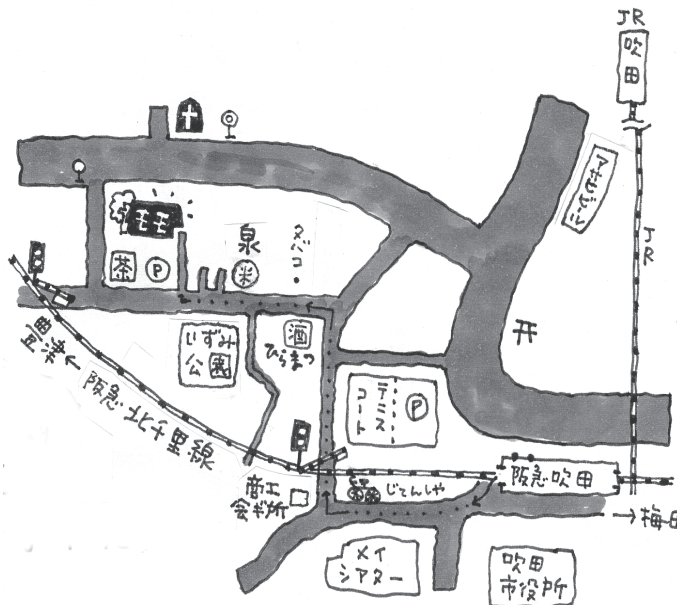 JR
吹田
アサヒビール
JR
泉
タバコ
茶
P
米
酒
ひらまつ
いずみ
公園
豊津←
阪急北千里線
テニス
コート
P
商工
会ギ所
じてんしゃ
阪急吹田
→梅田
メイ
シアター
吹田
市役所